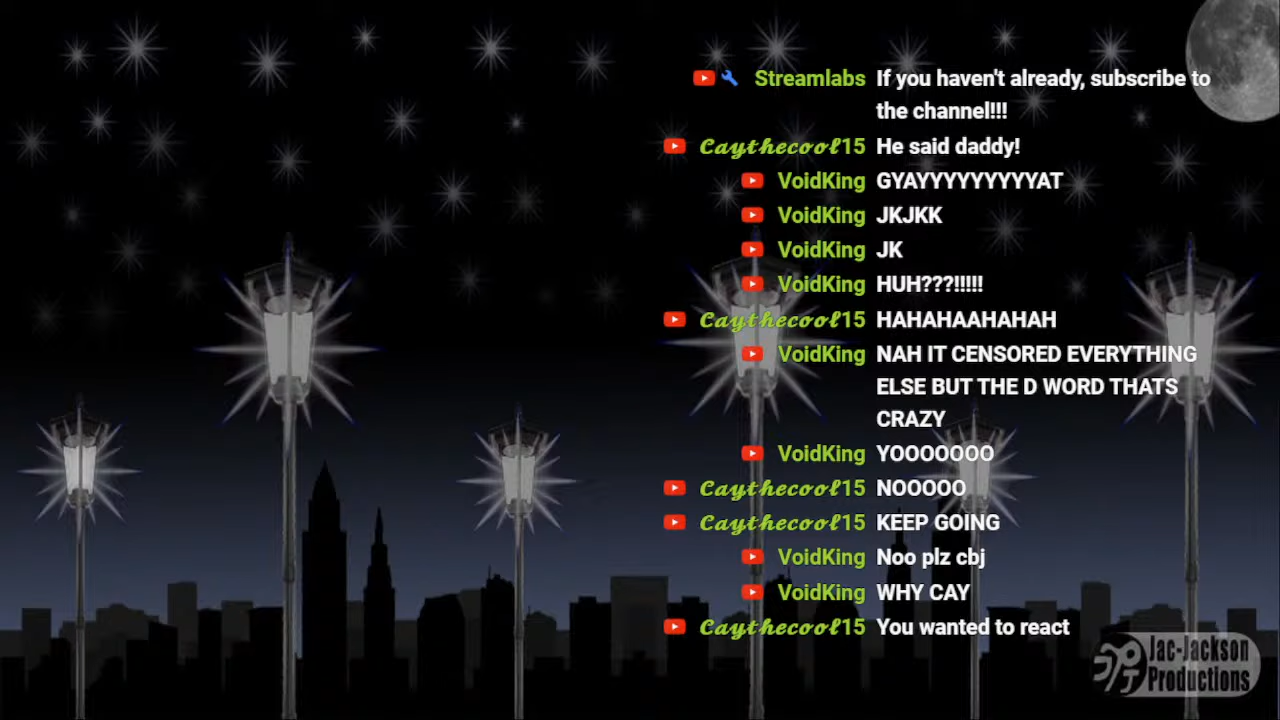 Streamlabs If you haven't already, subscribe to
the channel!!!
Caythecool15 He said daddy!
VoidKing GYAYYYYYYYYYAT
VoidKing JKJKK
VoidKing JK
VoidKing HUH???!!!!!
Caythecool15 HAHAHAAHAHAH
VoidKing NAH IT CENSORED EVERYTHING
ELSE BUT THE D WORD THATS
CRAZY
VoidKing YOOOOOOO
Caythecool15 NOOOOO
Caythecool15 KEEP GOING
VoidKing Noo plz cbj
VoidKing WHY CAY
Caythecool15 You wanted to react
Jac-Jackson
Productions